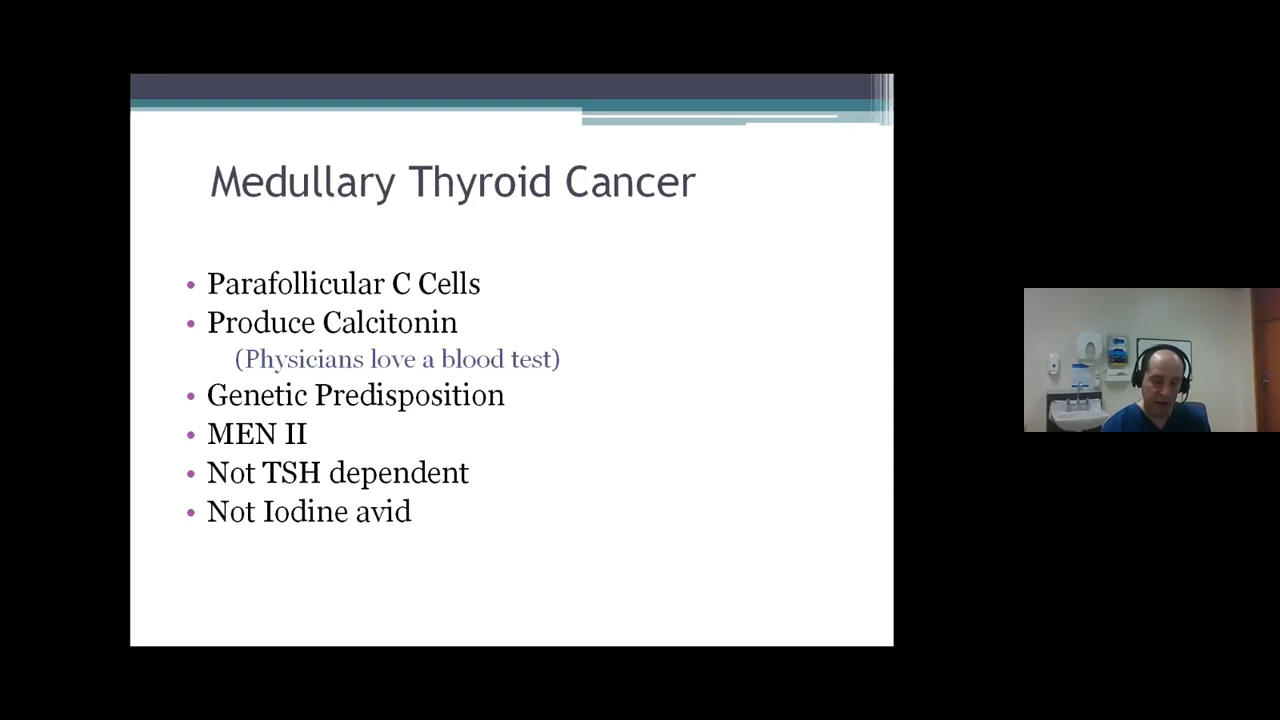 Medullary Thyroid Cancer
• Parafollicular C Cells
• Produce Calcitonin
(Physicians love a blood test)
• Genetic Predisposition
• MEN II
• Not TSH dependent
• Not Iodine avid